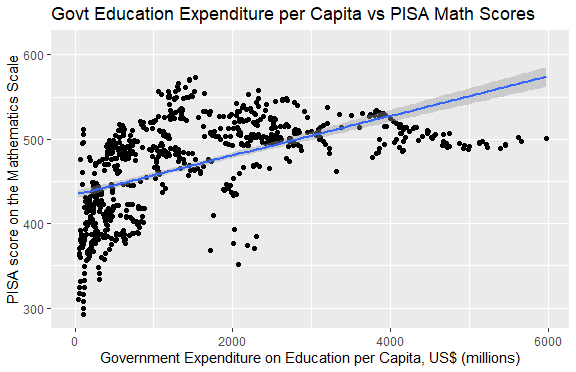 Govt Education Expenditure per Capita vs PISA Math Scores
PISA score on the Mathematics Scale
600
500
400
300
0
2000
4000
6000
Government Expenditure on Education per Capita, US$ (millions)